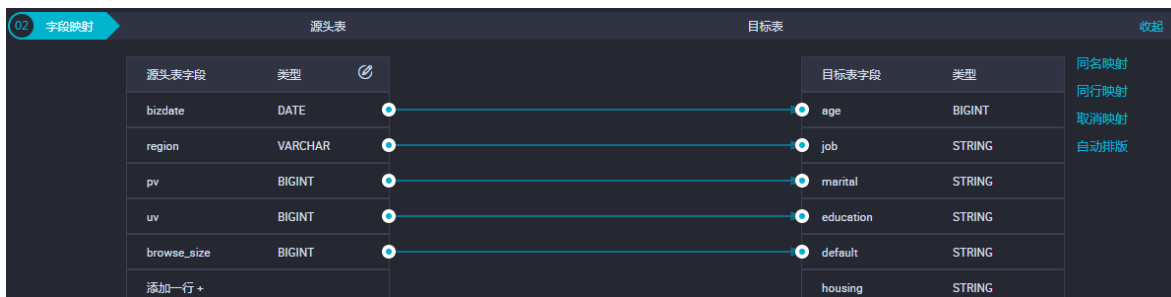 02 字段映射 源头表 目标表 收起
源头表字段 类型 目标表字段 类型 同名映射
同行映射
bizdate DATE age BIGINT 取消映射
region VARCHAR job STRING 自动排版
pv BIGINT marital STRING
uv BIGINT education STRING
browse_size BIGINT default STRING
添加一行 + housing STRING